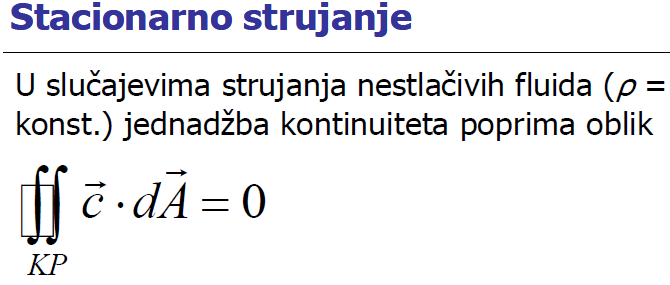 Stacionarno strujanje
U slučajevima strujanja nestlačivih fluida (ρ =
konst.) jednadžba kontinuiteta poprima oblik
∯ c⃗ · dA⃗ = 0
KP